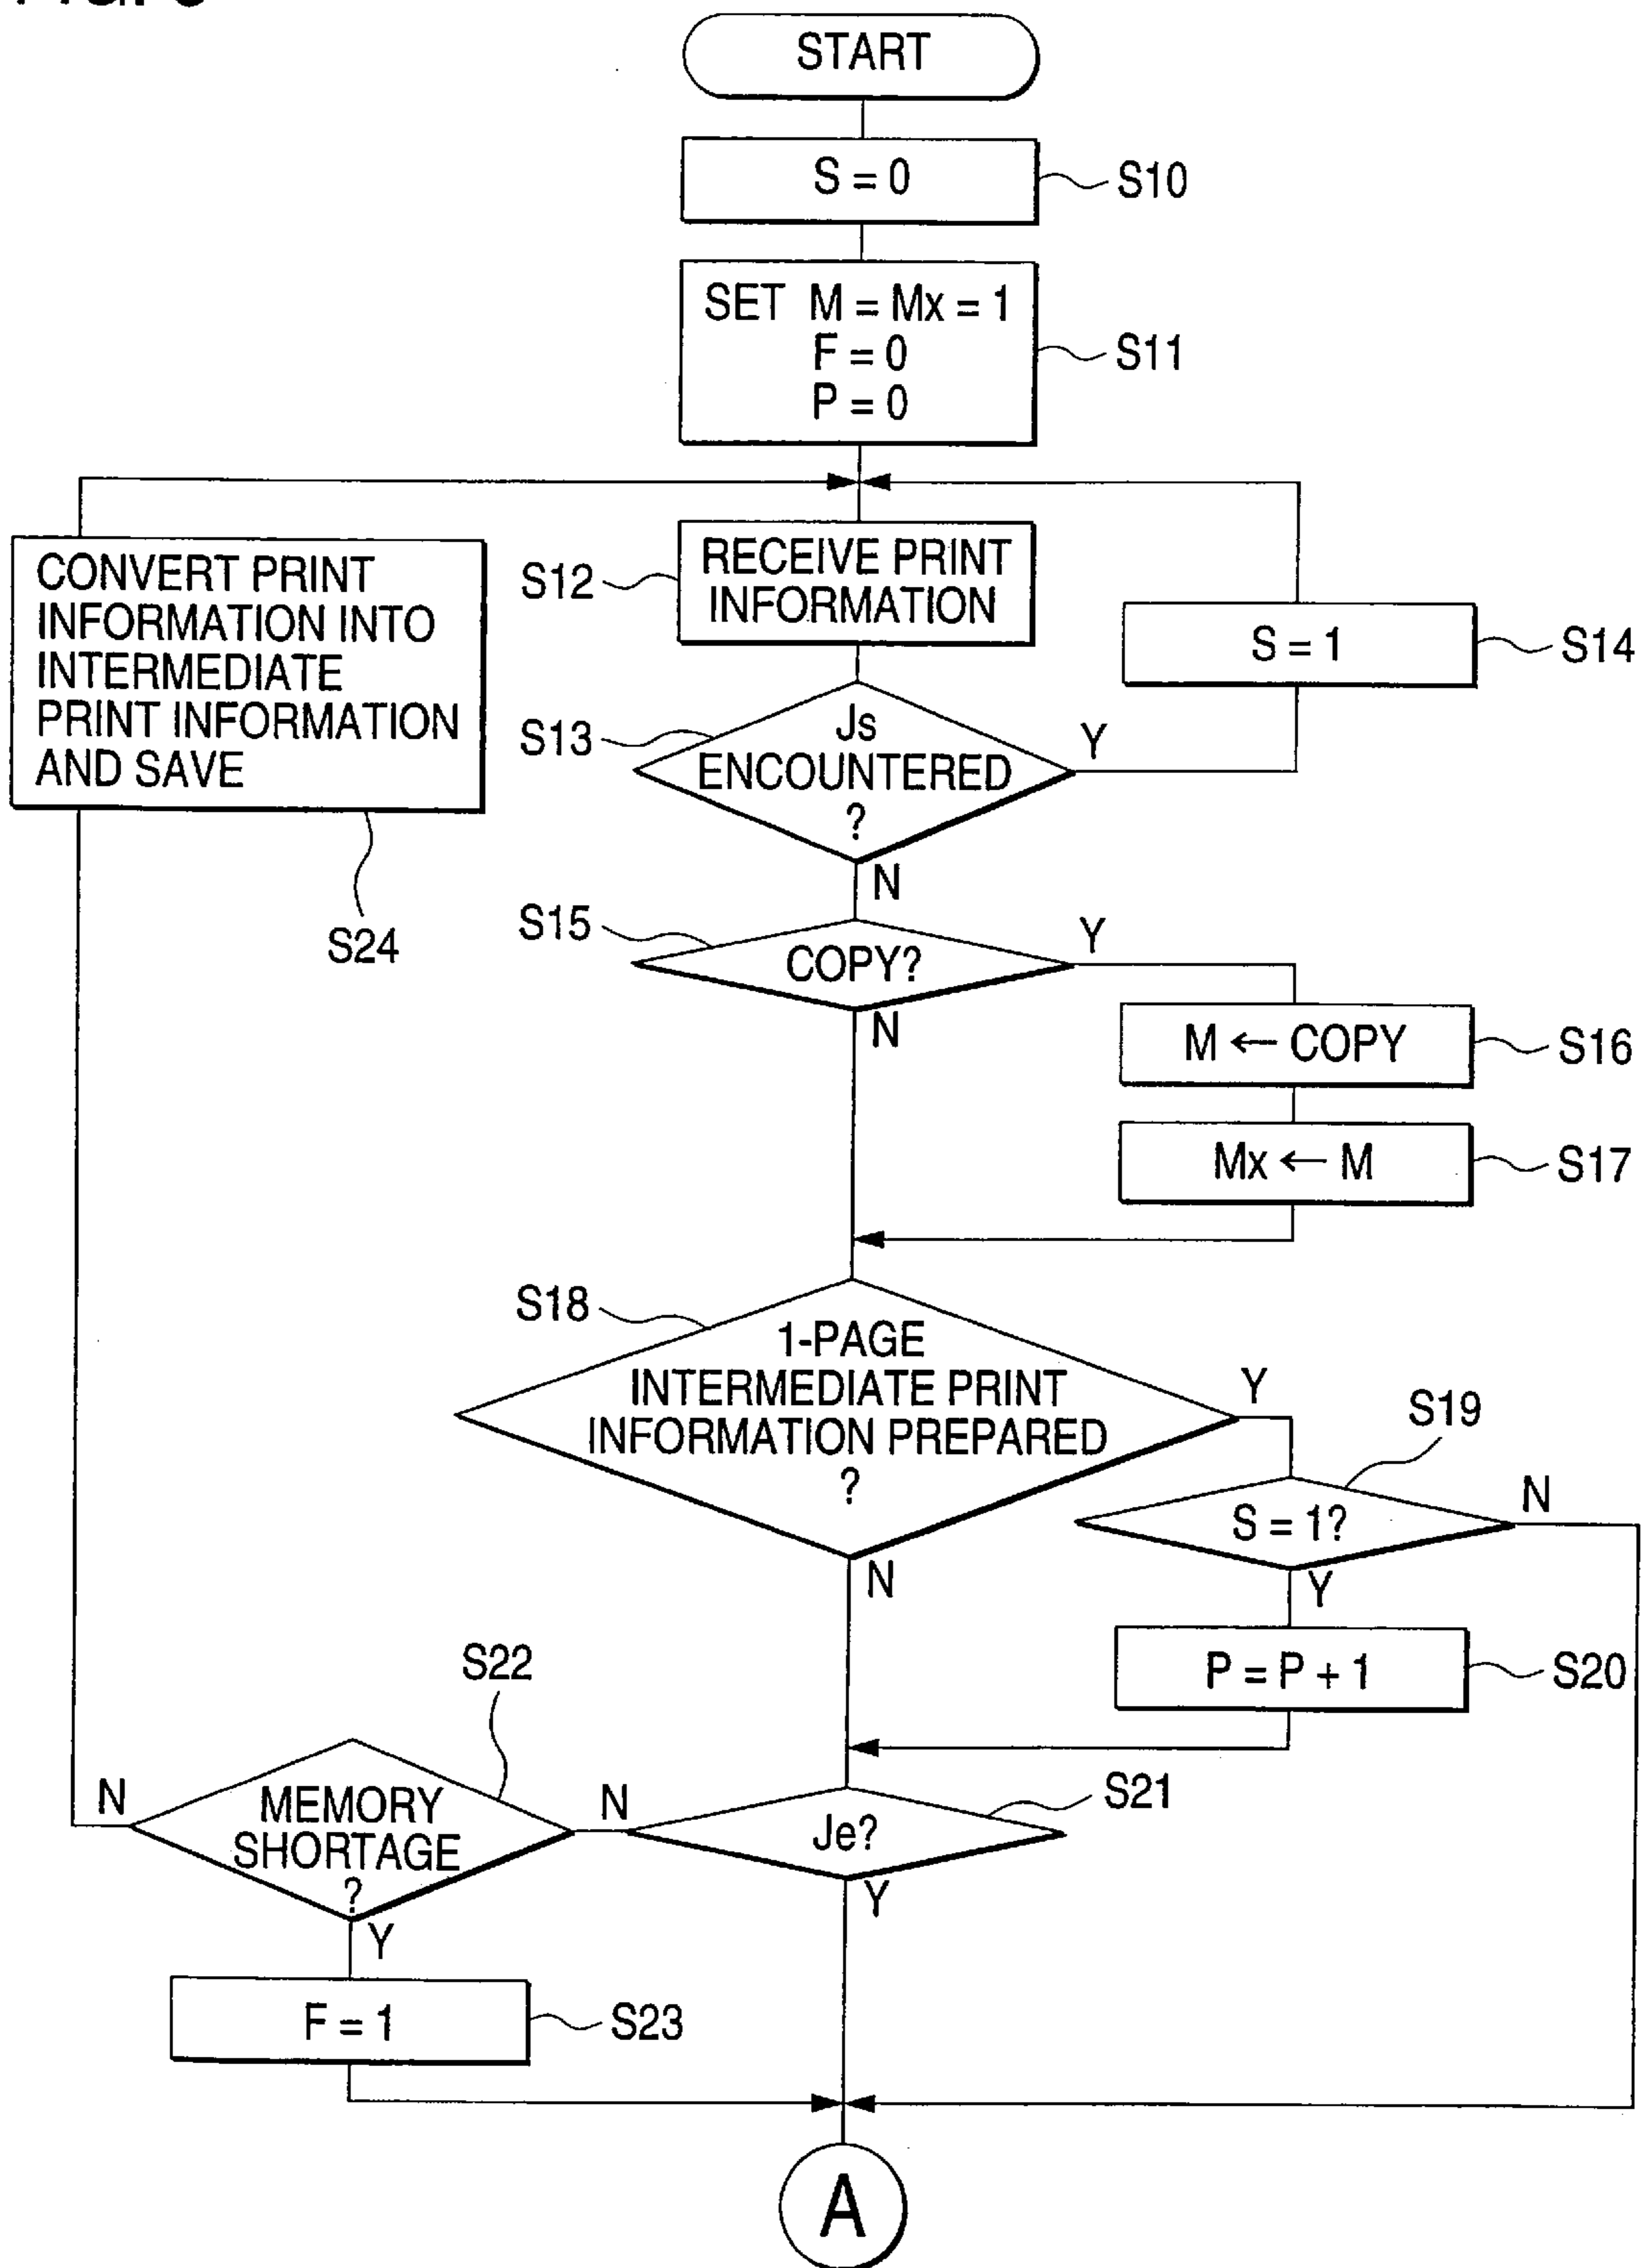 START
S = 0
S10
SET M = Mx = 1
F = 0
P = 0
S11
RECEIVE PRINT
INFORMATION
S12
CONVERT PRINT
INFORMATION INTO
INTERMEDIATE
PRINT INFORMATION
AND SAVE
S24
S = 1
S14
S13
Js
ENCOUNTERED
?
Y
N
S15
COPY?
Y
N
M ← COPY
S16
Mx ← M
S17
S18
1-PAGE
INTERMEDIATE PRINT
INFORMATION PREPARED
?
Y
N
S19
S = 1?
N
Y
P = P + 1
S20
S22
MEMORY
SHORTAGE
?
N
Y
S21
Je?
N
Y
F = 1
S23
A